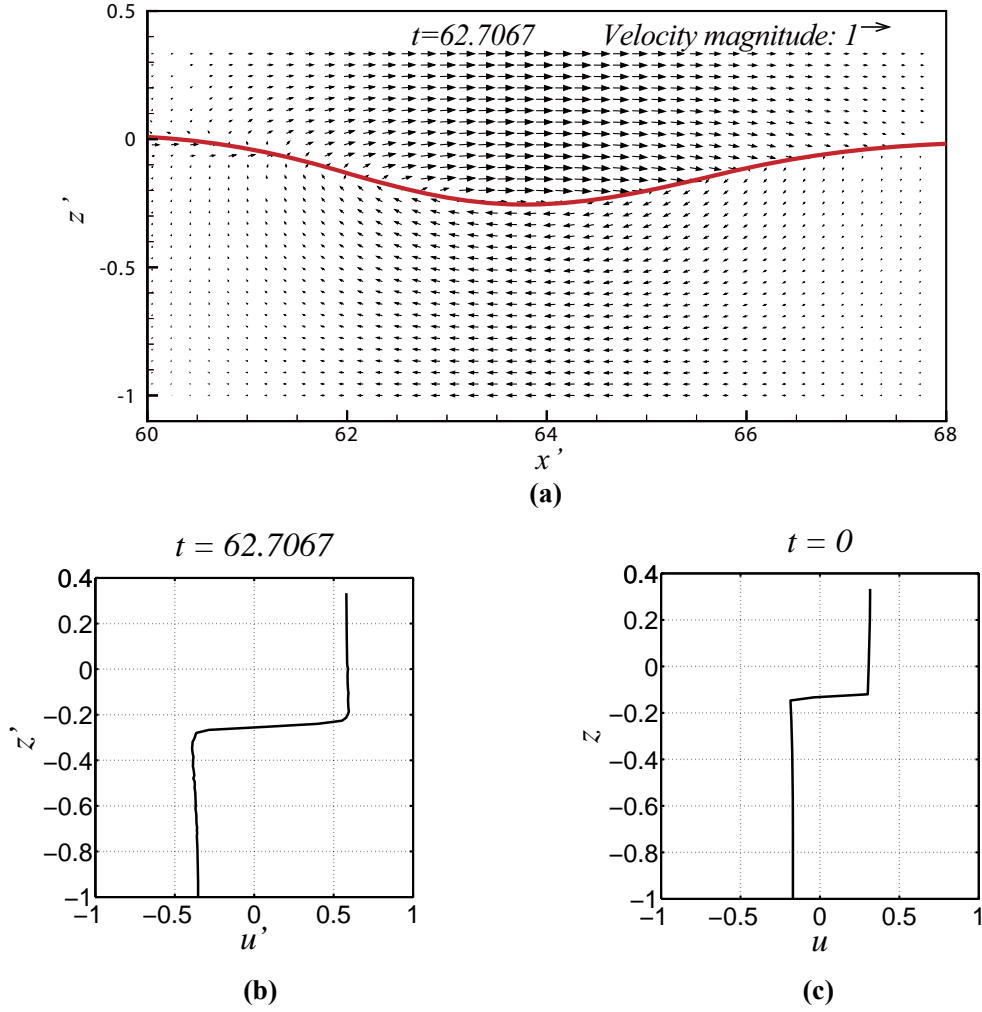 0.5
t=62.7067 Velocity magnitude: 1
0
z'
-0.5
-1
60 62 64 66 68
x'
(a)
t = 62.7067
0.4
0.2
0
−0.2
−0.4
−0.6
−0.8
−1
z'
−1 −0.5 0 0.5 1
u'
(b)
t = 0
0.4
0.2
0
−0.2
−0.4
−0.6
−0.8
−1
z
−1 −0.5 0 0.5 1
u
(c)